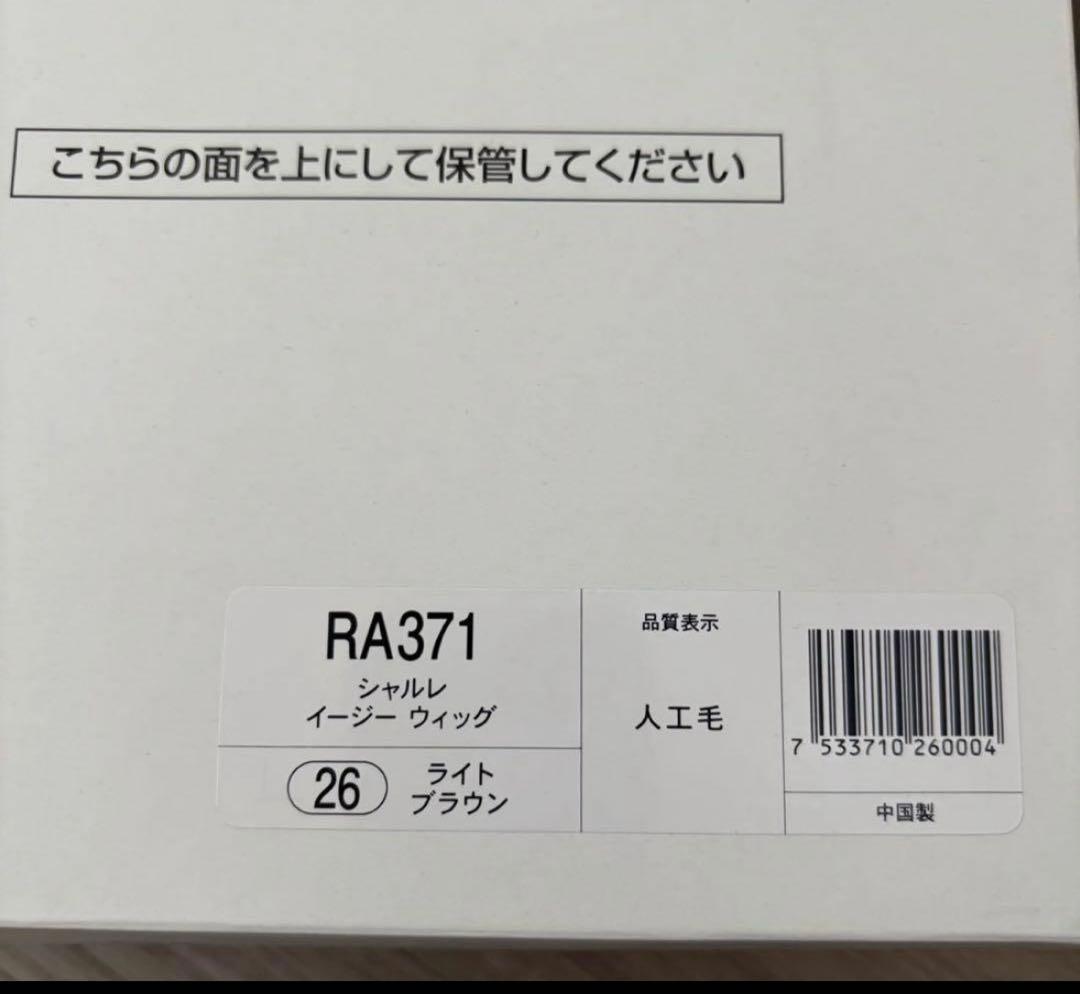 こちらの面を上にして保管してください
RA371
シャルレ
イージー ウィッグ
26
ライト
ブラウン
品質表示
人工毛
7 533710 260004
中国製